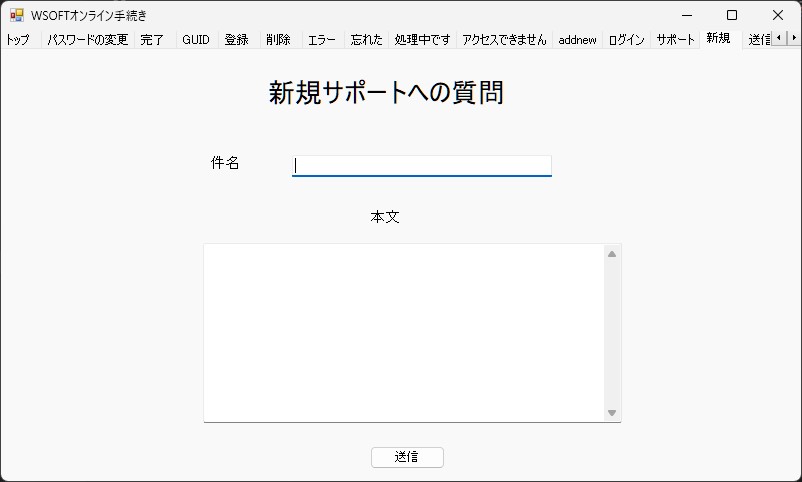 WSOFTオンライン手続き
トップ パスワードの変更 完了 GUID 登録 削除 エラー 忘れた 処理中です アクセスできません addnew ログイン サポート 新規 送信
新規サポートへの質問
件名
本文
送信